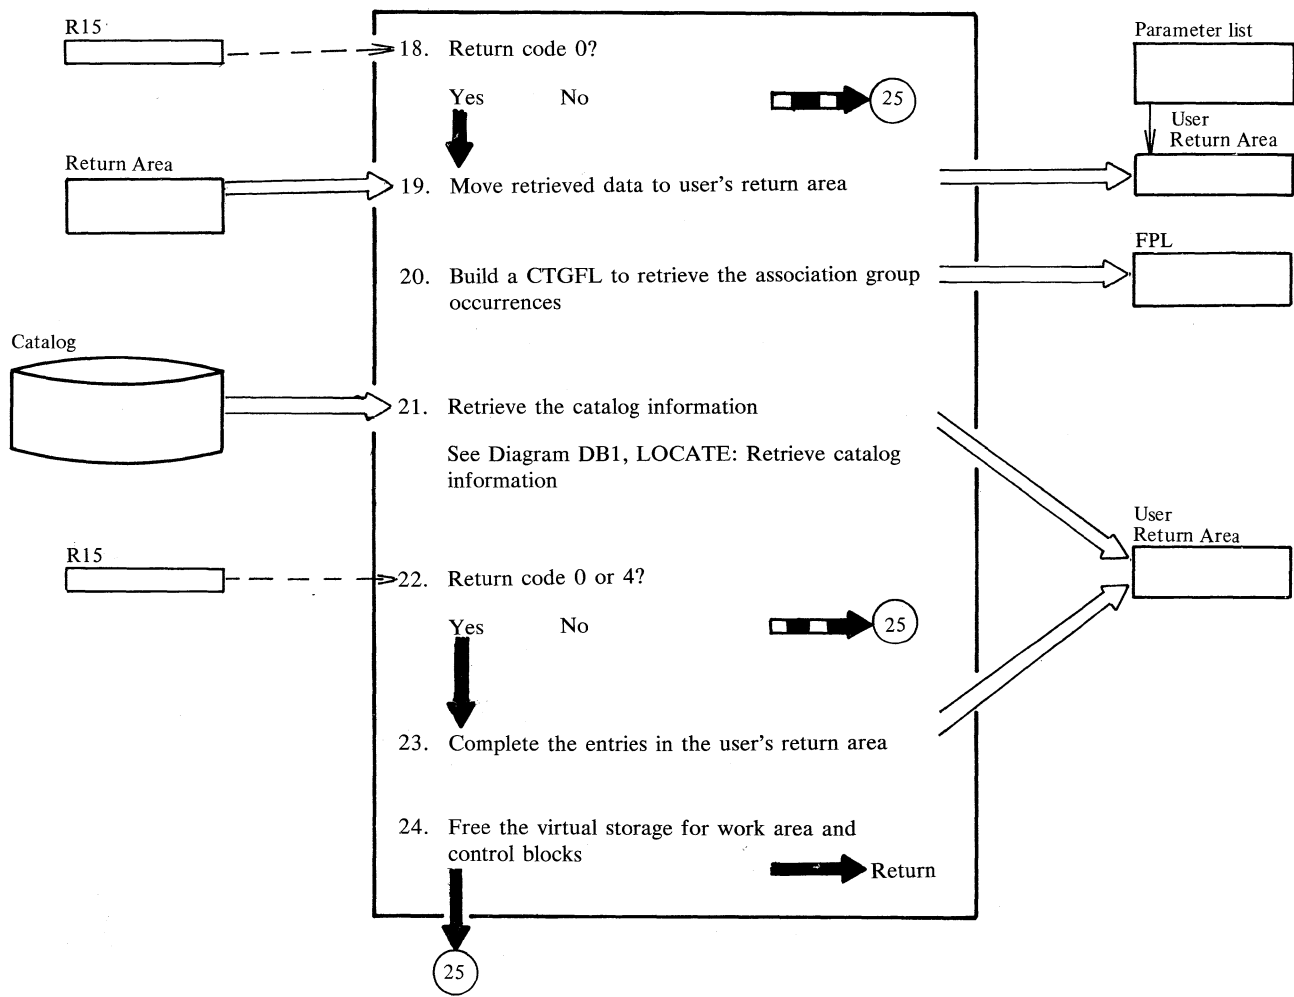 R15
18. Return code 0?
Yes No
25
Parameter list
User
Return Area
Return Area
19. Move retrieved data to user's return area
FPL
20. Build a CTGFL to retrieve the association group
occurrences
Catalog
21. Retrieve the catalog information
See Diagram DB1, LOCATE: Retrieve catalog
information
User
Return Area
R15
22. Return code 0 or 4?
Yes No
25
23. Complete the entries in the user's return area
24. Free the virtual storage for work area and
control blocks
Return
25